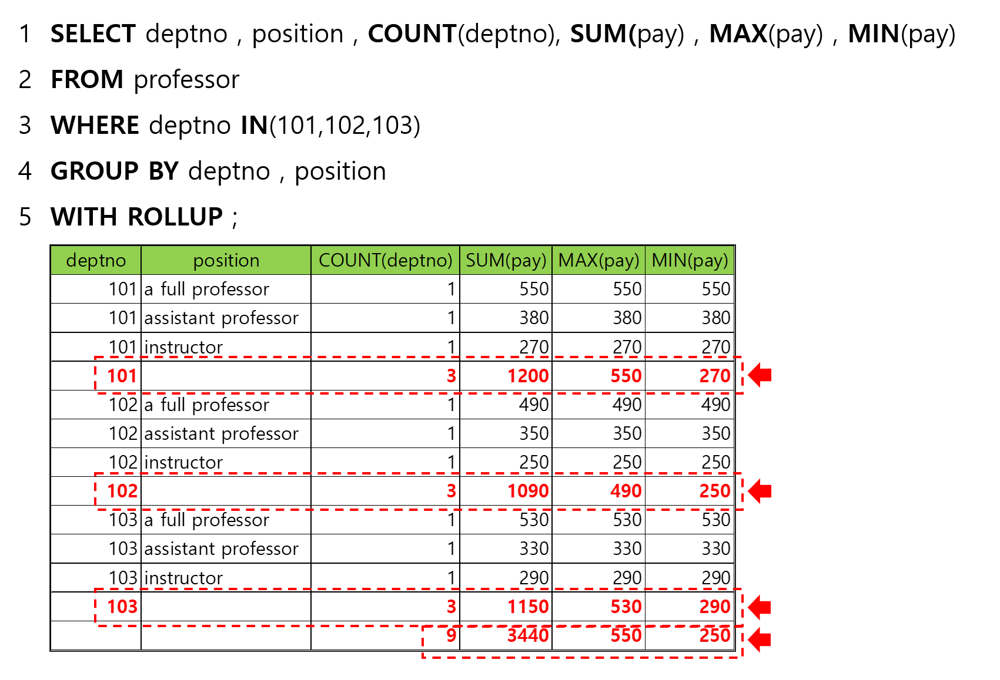 1 SELECT deptno , position , COUNT(deptno), SUM(pay) , MAX(pay) , MIN(pay)
2 FROM professor
3 WHERE deptno IN(101,102,103)
4 GROUP BY deptno , position
5 WITH ROLLUP ;
deptno position COUNT(deptno) SUM(pay) MAX(pay) MIN(pay)
101 a full professor 1 550 550 550
101 assistant professor 1 380 380 380
101 instructor 1 270 270 270
101 3 1200 550 270
102 a full professor 1 490 490 490
102 assistant professor 1 350 350 350
102 instructor 1 250 250 250
102 3 1090 490 250
103 a full professor 1 530 530 530
103 assistant professor 1 330 330 330
103 instructor 1 290 290 290
103 3 1150 530 290
9 3440 550 250